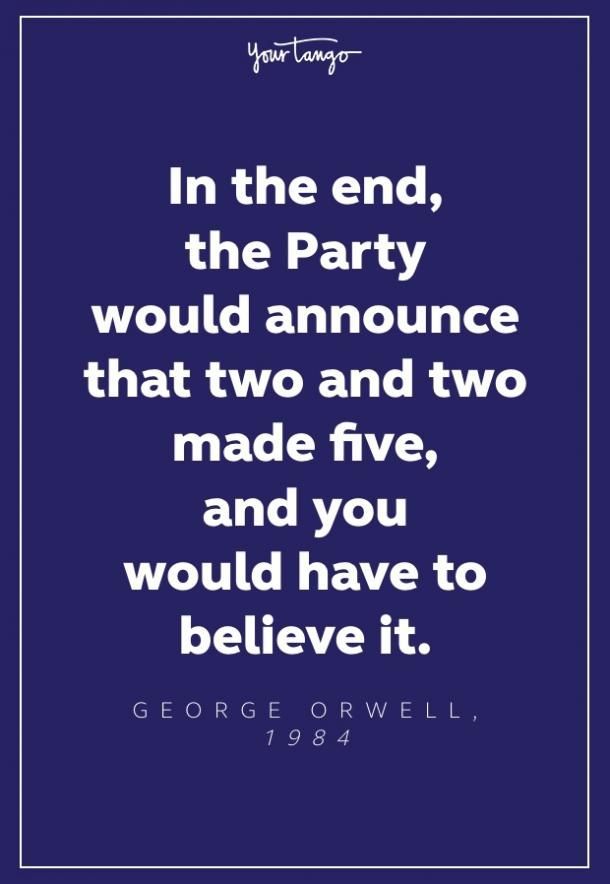 Yourtango
In the end,
the Party
would announce
that two and two
made five,
and you
would have to
believe it.
GEORGE ORWELL,
1984